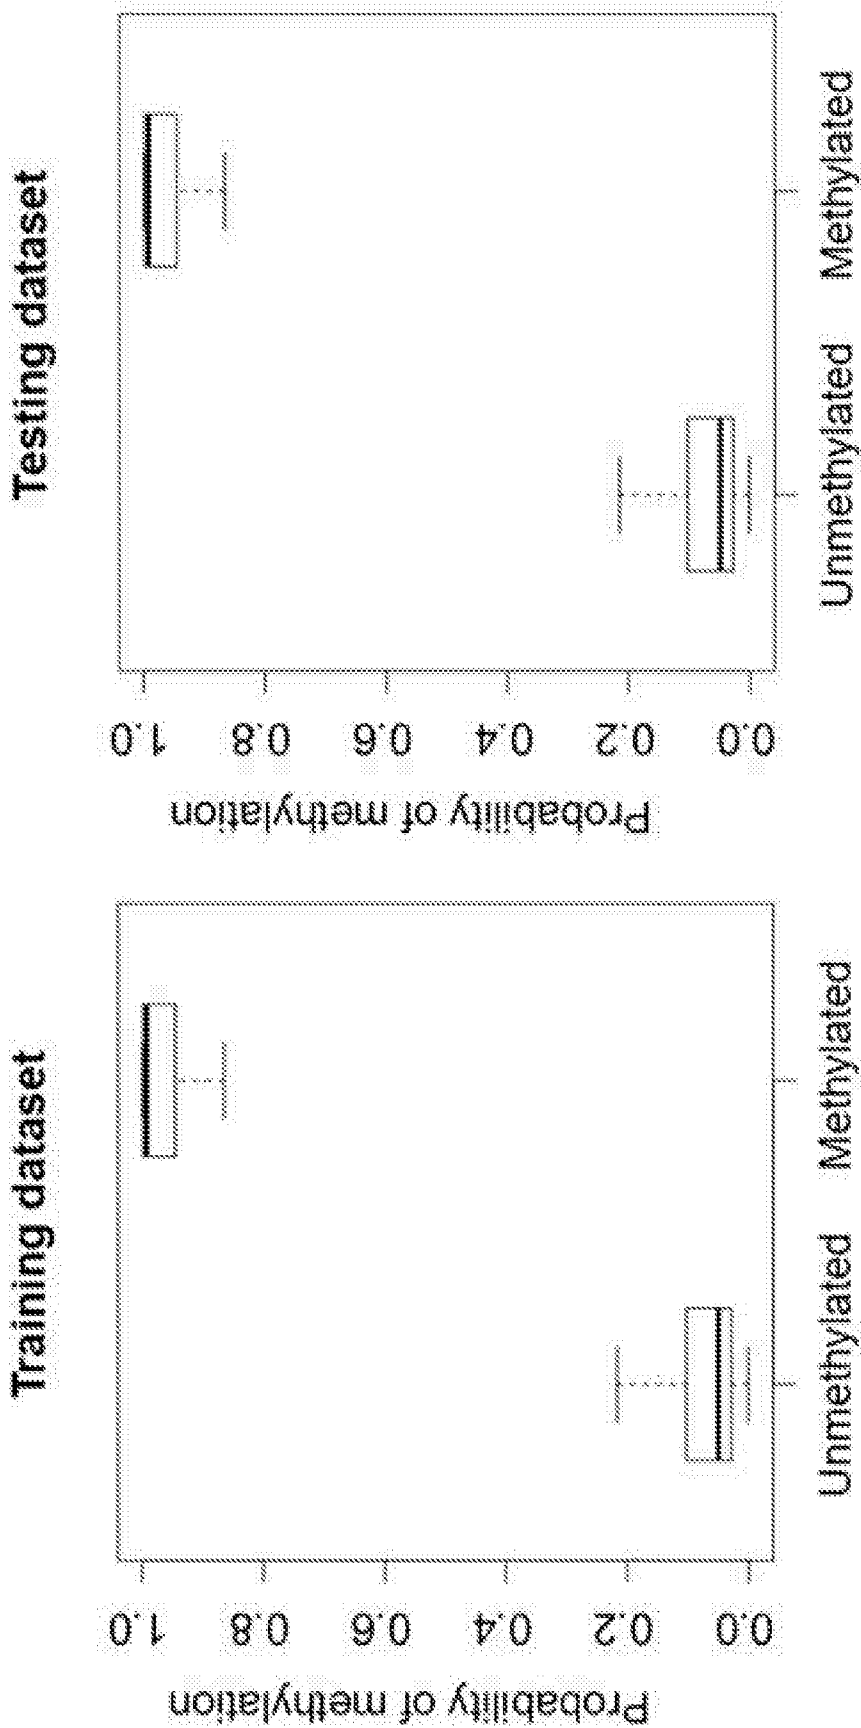 Training dataset
Probability of methylation
1.0
0.8
0.6
0.4
0.2
0.0
Unmethylated Methylated
Testing dataset
Probability of methylation
1.0
0.8
0.6
0.4
0.2
0.0
Unmethylated Methylated